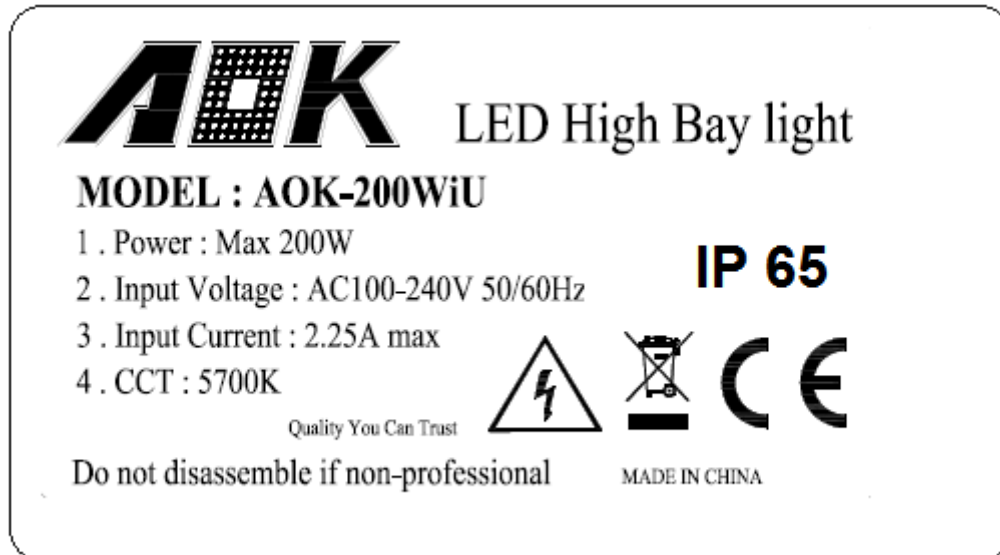 AOK
LED High Bay light
MODEL : AOK-200WiU
1 . Power : Max 200W
2 . Input Voltage : AC100-240V 50/60Hz
3 . Input Current : 2.25A max
4 . CCT : 5700K
IP 65
CE
Quality You Can Trust
Do not disassemble if non-professional
MADE IN CHINA